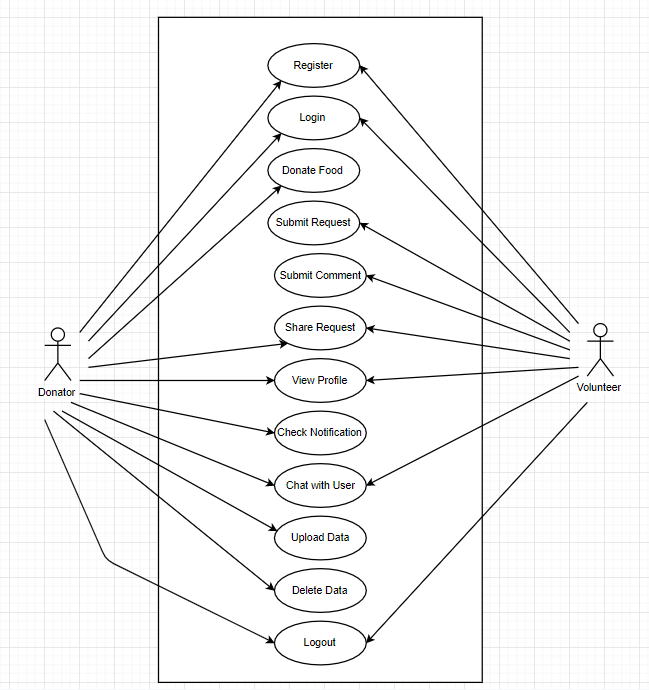 Register
Login
Donate Food
Submit Request
Submit Comment
Share Request
View Profile
Check Notification
Chat with User
Upload Data
Delete Data
Logout
Donator
Volunteer